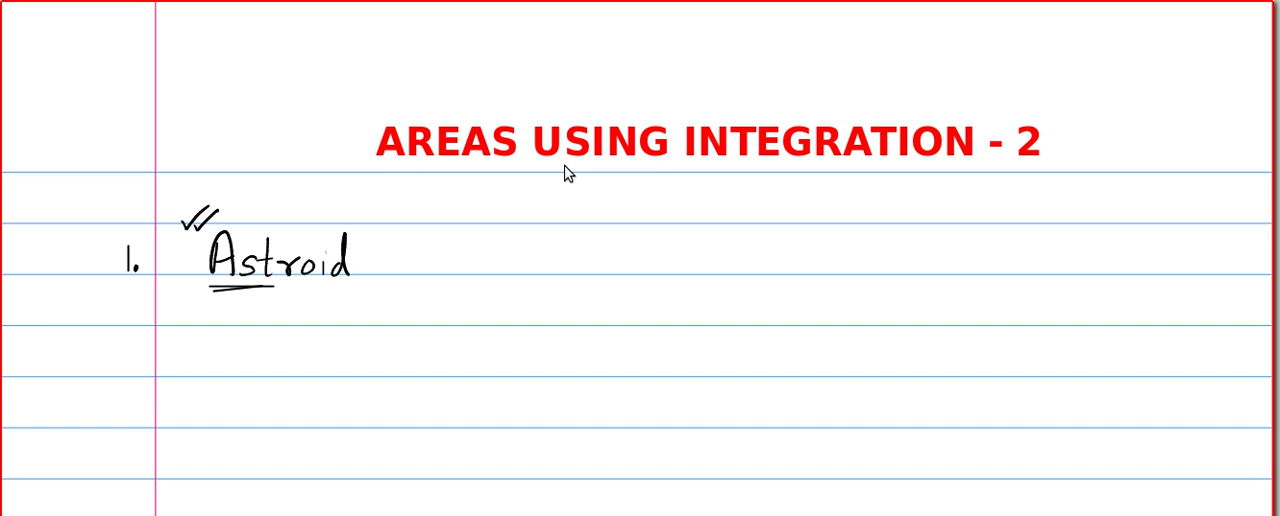 AREAS USING INTEGRATION - 2
1. Astroid